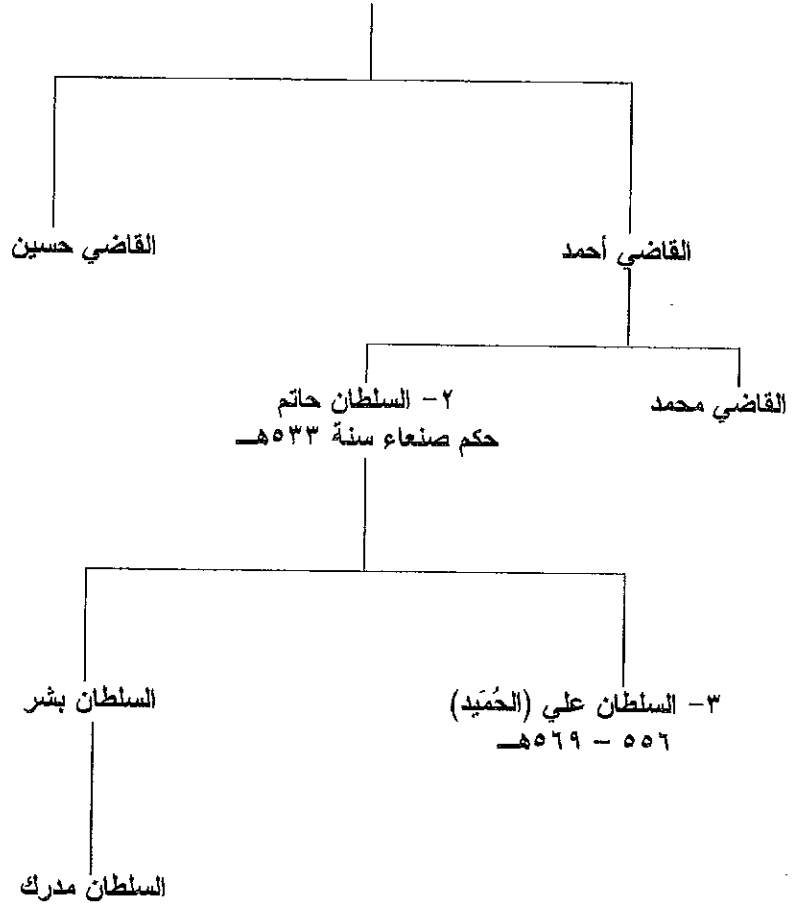 القاضي أحمد
القاضي حسين
القاضي محمد
٢- السلطان حاتم
حكم صنعاء سنة ٥٣٣هـ
٣- السلطان علي (الحُمَيد)
٥٥٦ - ٥٦٩هـ
السلطان بشر
السلطان مدرك